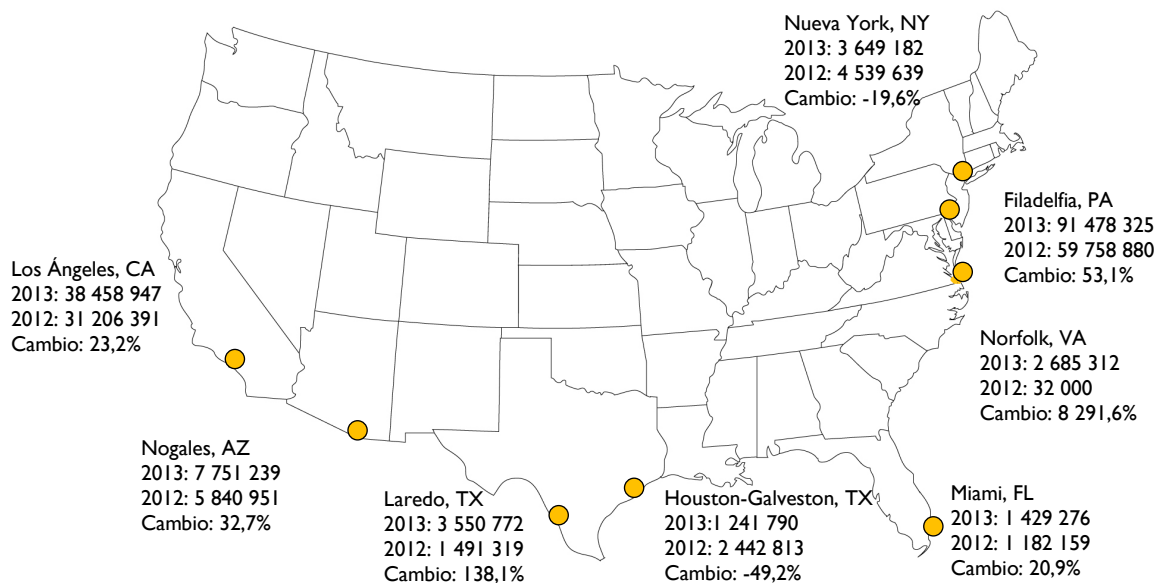 Nueva York, NY
2013: 3 649 182
2012: 4 539 639
Cambio: -19,6%
Filadelfia, PA
2013: 91 478 325
2012: 59 758 880
Cambio: 53,1%
Los Ángeles, CA
2013: 38 458 947
2012: 31 206 391
Cambio: 23,2%
Norfolk, VA
2013: 2 685 312
2012: 32 000
Cambio: 8 291,6%
Nogales, AZ
2013: 7 751 239
2012: 5 840 951
Cambio: 32,7%
Laredo, TX
2013: 3 550 772
2012: 1 491 319
Cambio: 138,1%
Houston-Galveston, TX
2013:1 241 790
2012: 2 442 813
Cambio: -49,2%
Miami, FL
2013: 1 429 276
2012: 1 182 159
Cambio: 20,9%